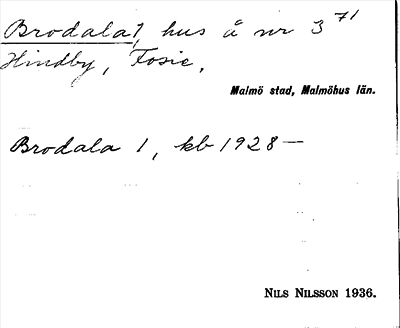 Brodala 1, hus å nr 3 71
Hindby, Fosie.
Malmö stad, Malmöhus län.
Brodala 1, kb 1928 —
NILS NILSSON 1936.